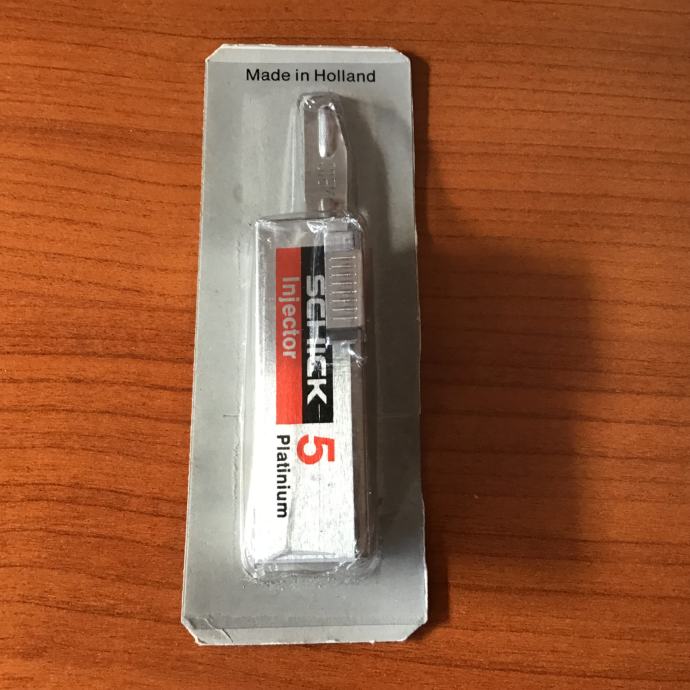 Made in Holland
SCHICK
Injector
5
Platinium